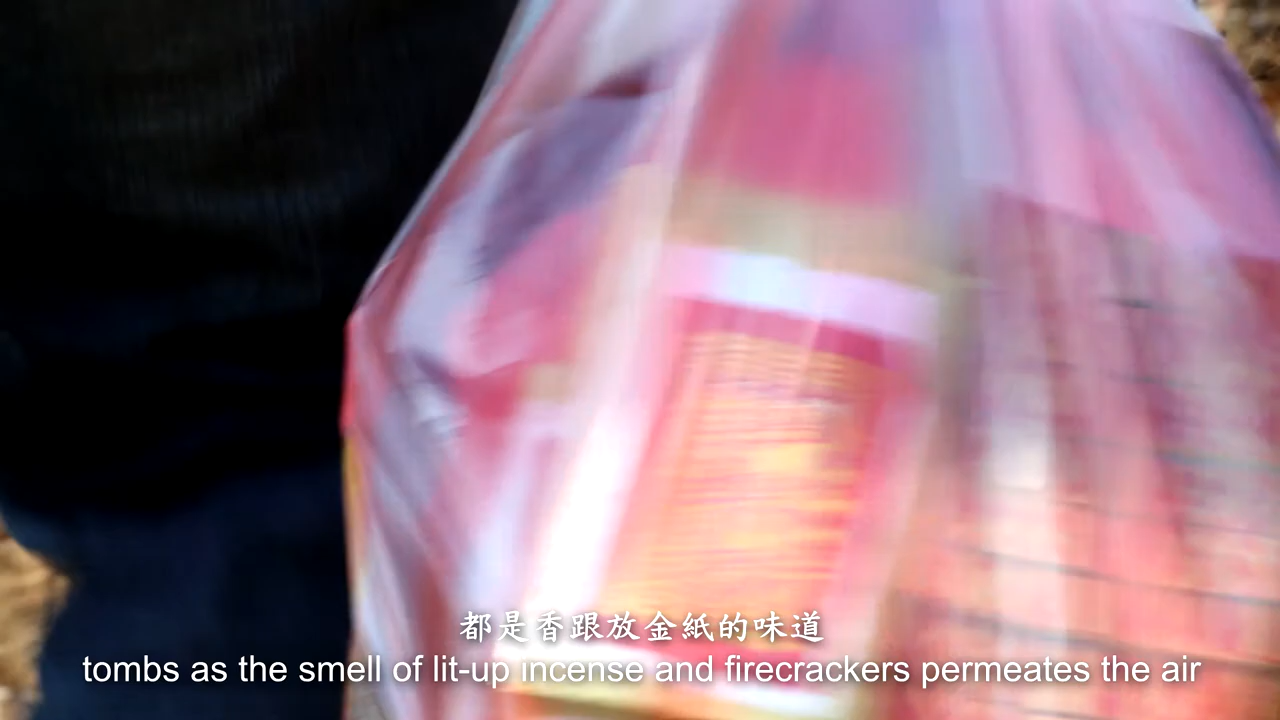 都是香跟放金紙的味道
tombs as the smell of lit-up incense and firecrackers permeates the air